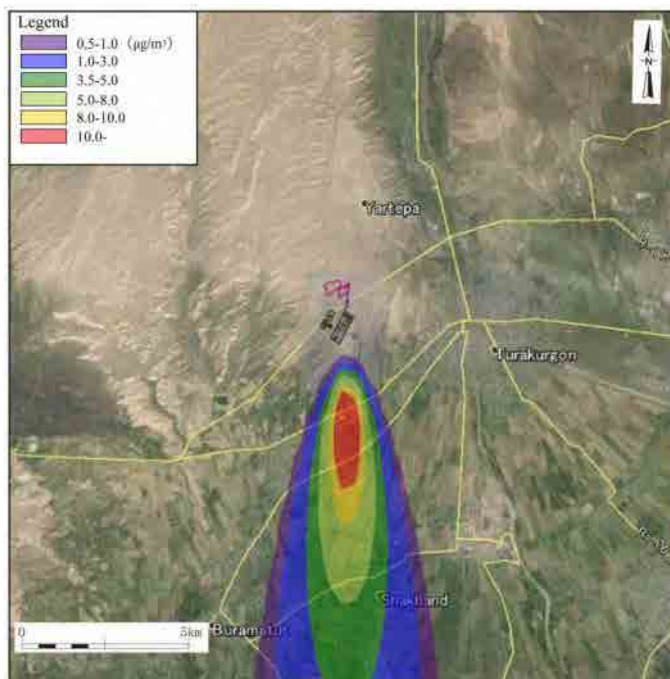 Legend
0.5-1.0 (μg/m³)
1.0-3.0
3.5-5.0
5.0-8.0
8.0-10.0
10.0-
N
Yartepa
Turakurgon
Shakhand
Buramatut
0
5km